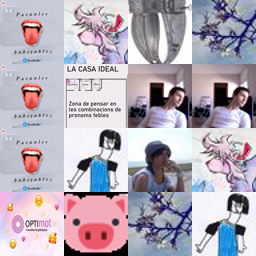 Paraules
habitables
LA CASA IDEAL
Zona de pensar en
les combinacions de
pronoms febles
Paraules
habitables
Paraules
habitables
OPTIMOT